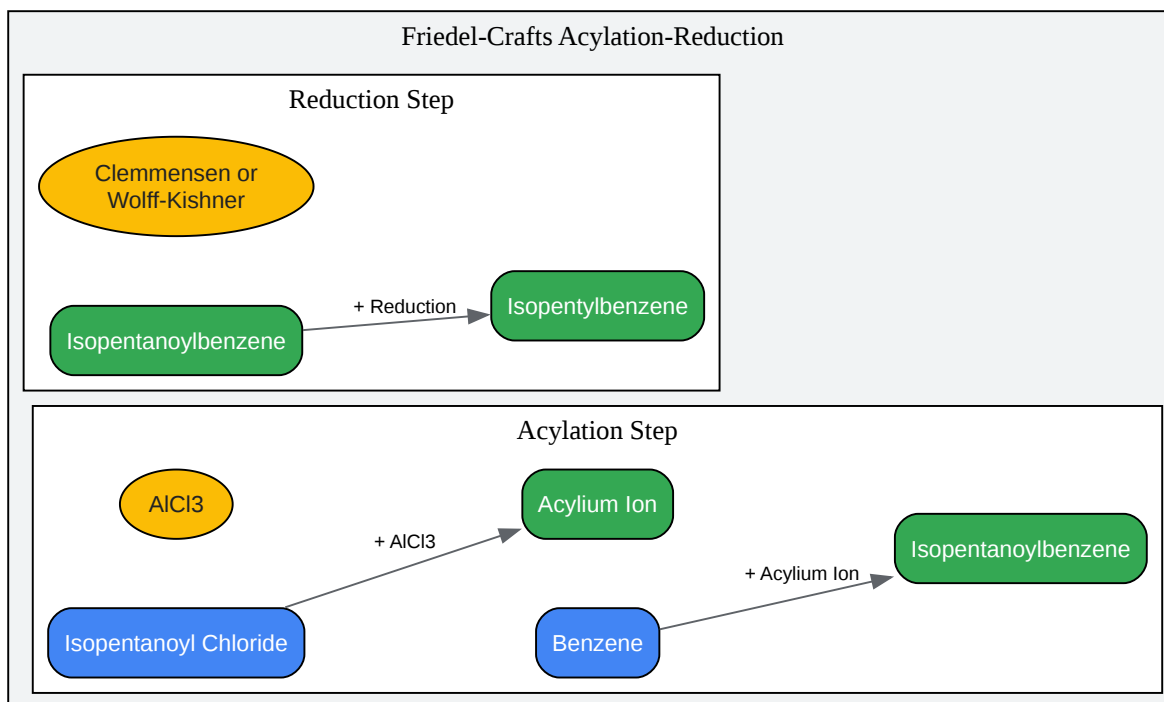 Friedel-Crafts Acylation-Reduction
Reduction Step
Clemmensen or
Wolff-Kishner
+ Reduction
Isopentylbenzene
Isopentanoylbenzene
Acylation Step
AlCl3
Acylium Ion
+ AlCl3
Isopentanoylbenzene
+ Acylium Ion
Isopentanoyl Chloride
Benzene